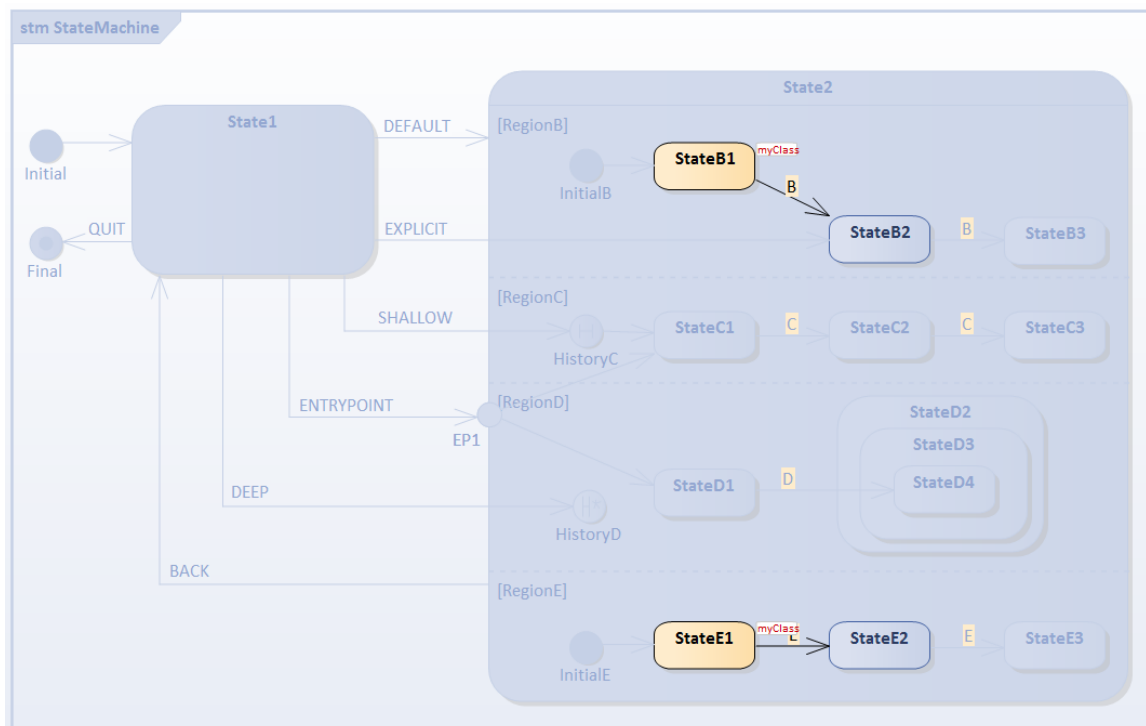 stm StateMachine
State2
State1
DEFAULT
[RegionB]
StateB1
myClass
Initial
InitialB
B
QUIT
EXPLICIT
StateB2
B
StateB3
Final
[RegionC]
SHALLOW
StateC1
C
StateC2
C
StateC3
HistoryC
ENTRYPOINT
[RegionD]
EP1
StateD2
StateD3
StateD1
D
StateD4
DEEP
HistoryD
BACK
[RegionE]
StateE1
myClass
StateE2
E
StateE3
InitialE